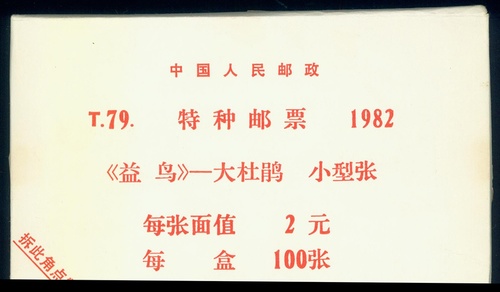 中国人民邮政
T.79. 特种邮票 1982
《益鸟》—大杜鹃 小型张
每张面值 2元
每 盒 100张
拆此角点